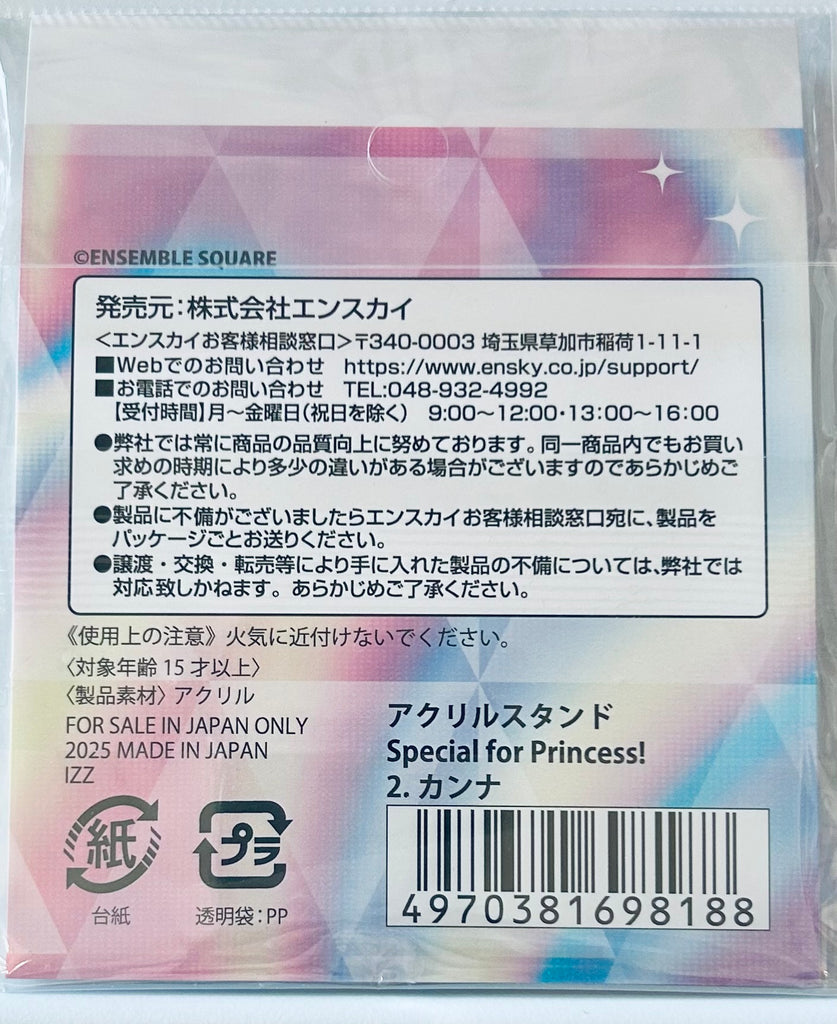 ©ENSEMBLE SQUARE
発売元:株式会社エンスカイ
<エンスカイお客様相談窓口>〒340-0003 埼玉県草加市稲荷1-11-1
■Webでのお問い合わせ https://www.ensky.co.jp/support/
■お電話でのお問い合わせ TEL:048-932-4992
【受付時間】月~金曜日(祝日を除く) 9:00~12:00・13:00~16:00
●弊社では常に商品の品質向上に努めております。同一商品内でもお買い
求めの時期により多少の違いがある場合がございますのであらかじめご
了承ください。
●製品に不備がございましたらエンスカイお客様相談窓口宛に、製品を
パッケージごとお送りください。
●譲渡・交換・転売等により手に入れた製品の不備については、弊社では
対応致しかねます。あらかじめご了承ください。
《使用上の注意》火気に近付けないでください。
〈対象年齢 15才以上〉
〈製品素材〉アクリル
FOR SALE IN JAPAN ONLY
2025 MADE IN JAPAN
IZZ
紙
台紙
プラ
透明袋:PP
アクリルスタンド
Special for Princess!
2. カンナ
4970381698188